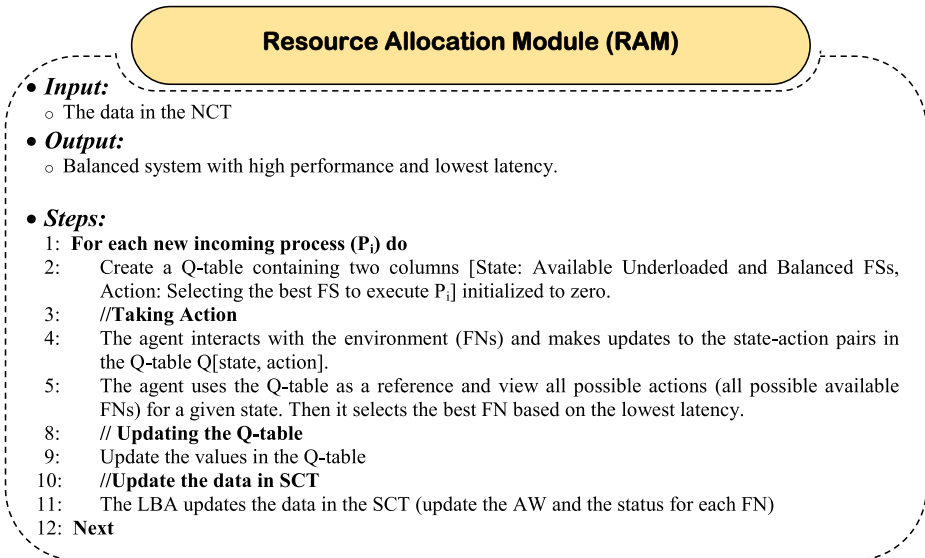 Resource Allocation Module (RAM)
• Input:
○ The data in the NCT
• Output:
○ Balanced system with high performance and lowest latency.
• Steps:
1: For each new incoming process (Pi) do
2: Create a Q-table containing two columns [State: Available Underloaded and Balanced FSs,
Action: Selecting the best FS to execute Pi] initialized to zero.
3: //Taking Action
4: The agent interacts with the environment (FNs) and makes updates to the state-action pairs in
the Q-table Q[state, action].
5: The agent uses the Q-table as a reference and view all possible actions (all possible available
FNs) for a given state. Then it selects the best FN based on the lowest latency.
8: // Updating the Q-table
9: Update the values in the Q-table
10: //Update the data in SCT
11: The LBA updates the data in the SCT (update the AW and the status for each FN)
12: Next